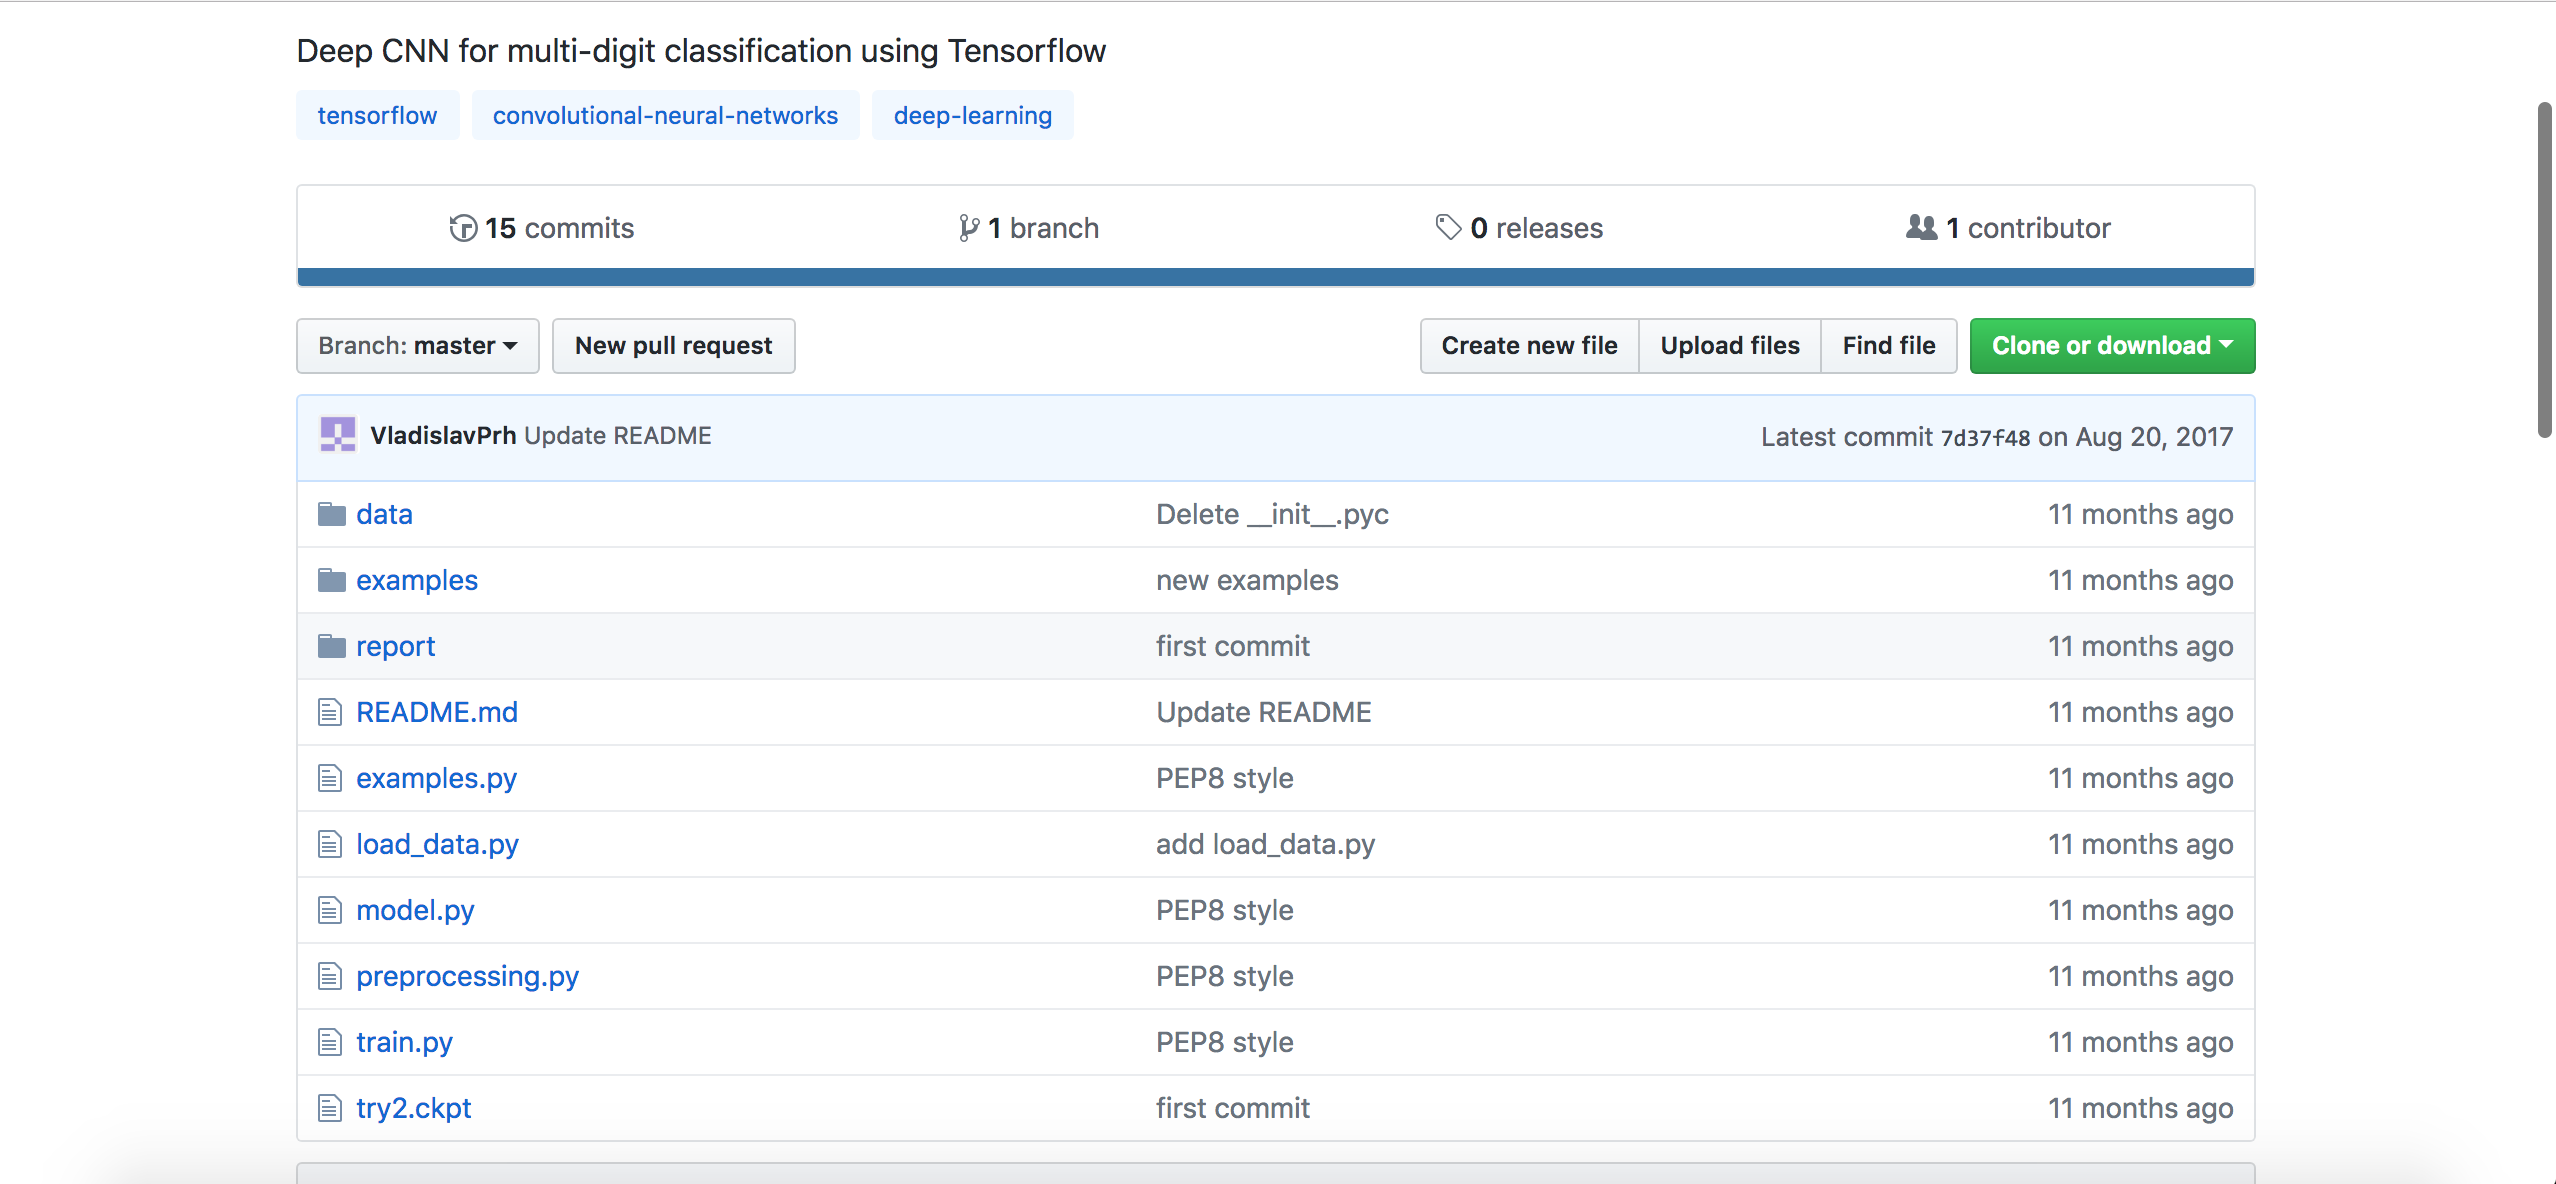 Deep CNN for multi-digit classification using Tensorflow
tensorflow convolutional-neural-networks deep-learning
15 commits 1 branch 0 releases 1 contributor
Branch: master New pull request Create new file Upload files Find file Clone or download
VladislavPrh Update README Latest commit 7d37f48 on Aug 20, 2017
data Delete __init__.pyc 11 months ago
examples new examples 11 months ago
report first commit 11 months ago
README.md Update README 11 months ago
examples.py PEP8 style 11 months ago
load_data.py add load_data.py 11 months ago
model.py PEP8 style 11 months ago
preprocessing.py PEP8 style 11 months ago
train.py PEP8 style 11 months ago
try2.ckpt first commit 11 months ago